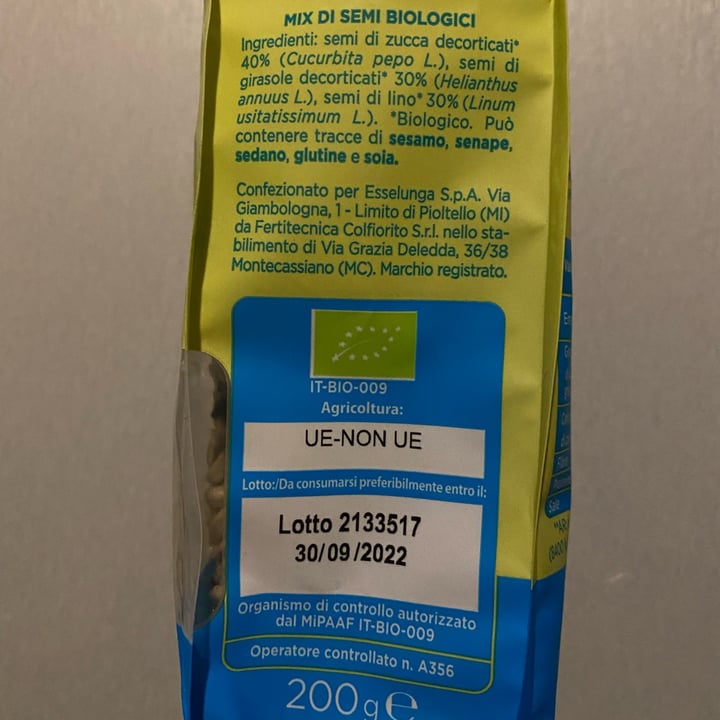 MIX DI SEMI BIOLOGICI
Ingredienti: semi di zucca decorticati*
40% (Cucurbita pepo L.), semi di
girasole decorticati* 30% (Helianthus
annuus L.), semi di lino* 30% (Linum
usitatissimum L.). *Biologico. Può
contenere tracce di sesamo, senape,
sedano, glutine e soia.
Confezionato per Esselunga S.p.A. Via
Giambologna, 1 - Limito di Pioltello (MI)
da Fertitecnica Colfiorito S.r.l. nello sta-
bilimento di Via Grazia Deledda, 36/38
Montecassiano (MC). Marchio registrato.
IT-BIO-009
Agricoltura:
UE-NON UE
Lotto:/Da consumarsi preferibilmente entro il:
Lotto 2133517
30/09/2022
Organismo di controllo autorizzato
dal MiPAAF IT-BIO-009
Operatore controllato n. A356
200g e
Sale